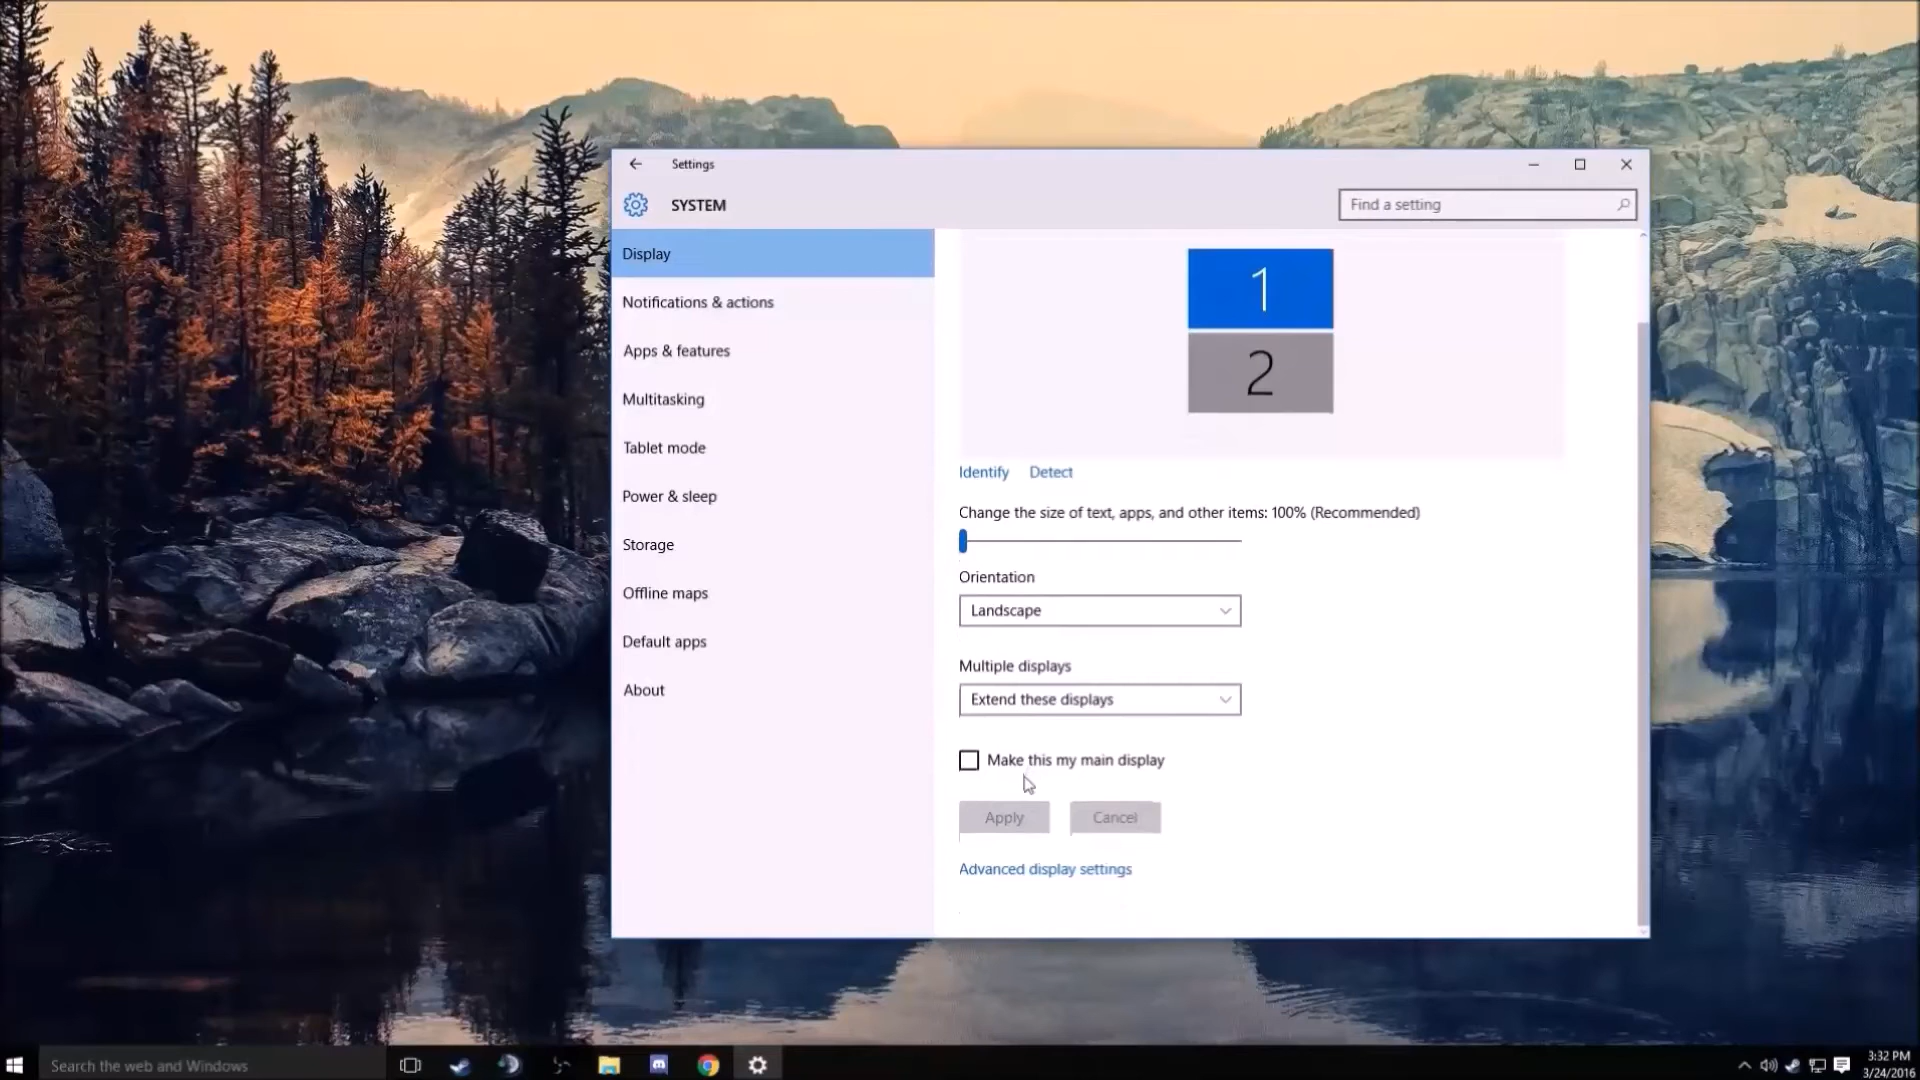 Settings
SYSTEM
Find a setting
Display
Notifications & actions
Apps & features
Multitasking
Tablet mode
Power & sleep
Storage
Offline maps
Default apps
About
1
2
Identify Detect
Change the size of text, apps, and other items: 100% (Recommended)
Orientation
Landscape
Multiple displays
Extend these displays
Make this my main display
Apply Cancel
Advanced display settings
Search the web and Windows
3:32 PM
3/24/2016